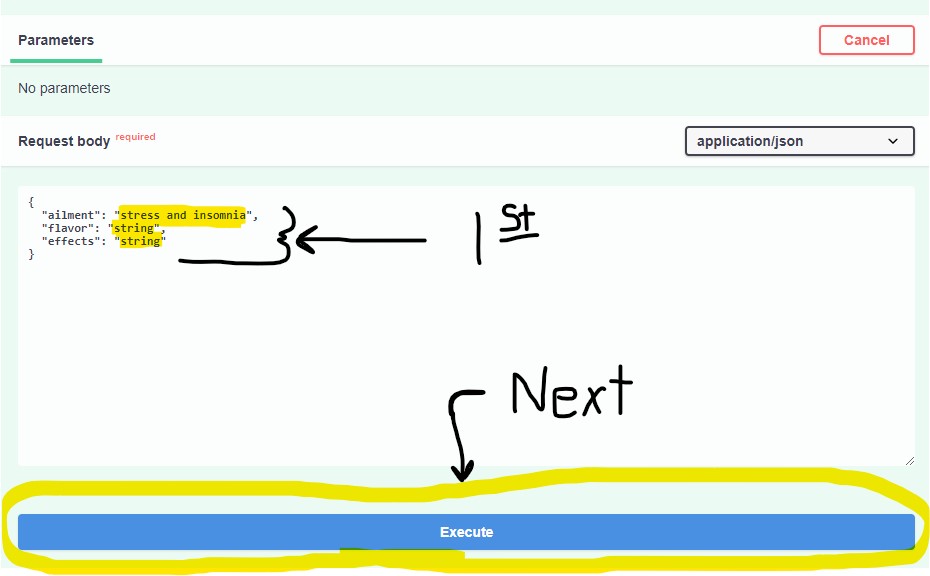 Parameters
Cancel
No parameters
Request body required
application/json
{
"ailment": "stress and insomnia",
"flavor": "string",
"effects": "string"
}
1st
Next
Execute